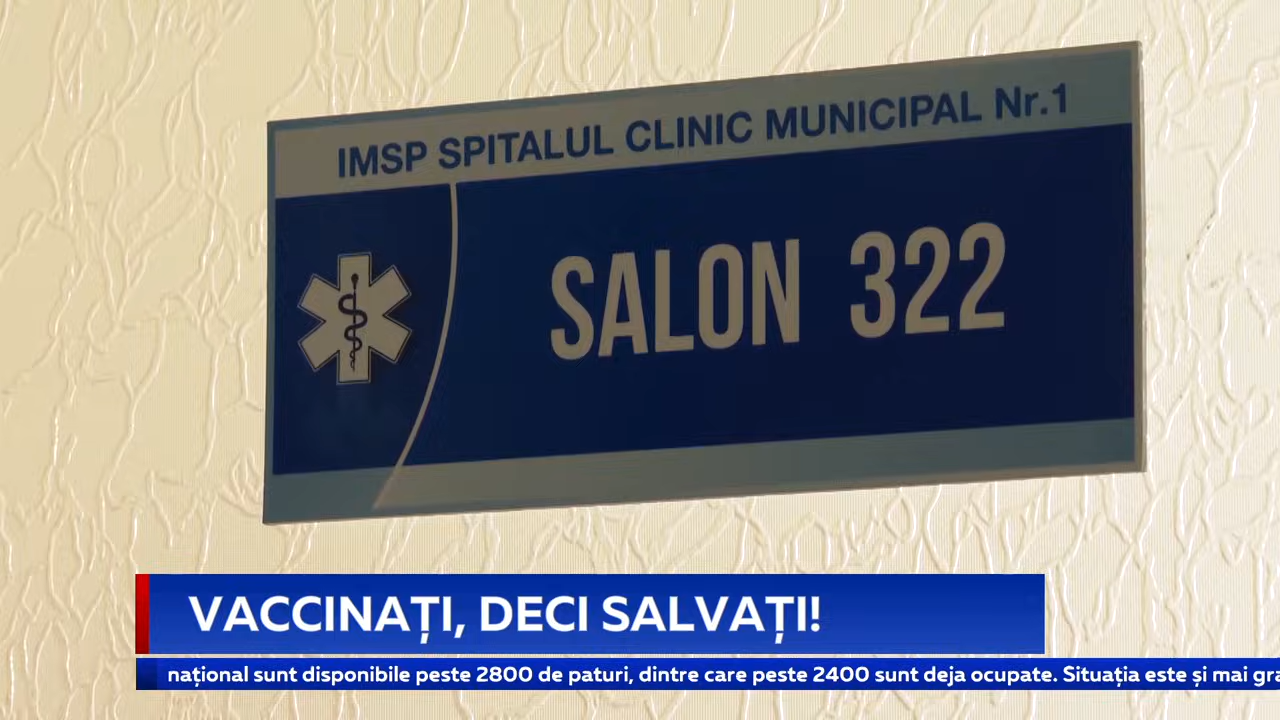 IMSP SPITALUL CLINIC MUNICIPAL Nr.1
SALON 322
VACCINAȚI, DECI SALVAȚI!
național sunt disponibile peste 2800 de paturi, dintre care peste 2400 sunt deja ocupate. Situația este și mai